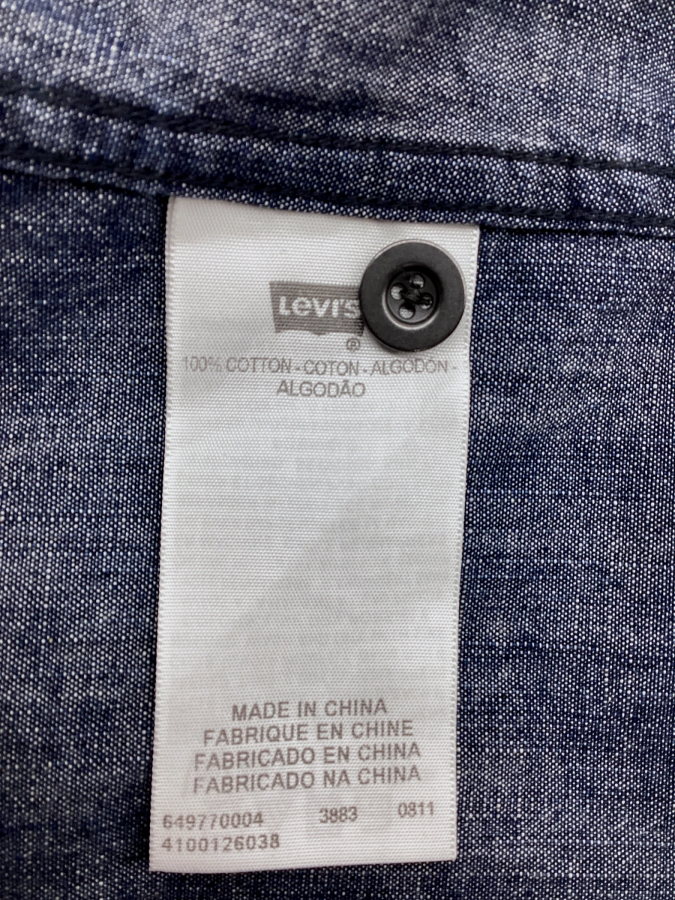 Levi's
®
100% COTTON - COTON - ALGODÓN -
ALGODÃO
MADE IN CHINA
FABRIQUE EN CHINE
FABRICADO EN CHINA
FABRICADO NA CHINA
649770004 3883 0811
4100126038